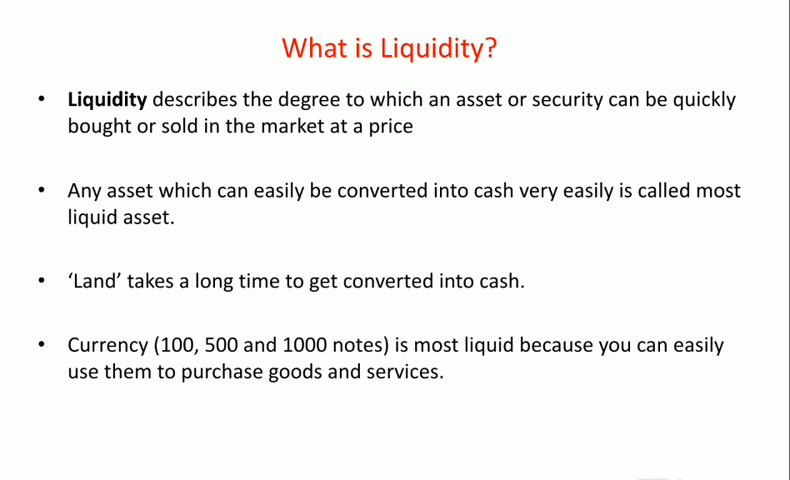 What is Liquidity?
• Liquidity describes the degree to which an asset or security can be quickly
bought or sold in the market at a price
• Any asset which can easily be converted into cash very easily is called most
liquid asset.
• ‘Land’ takes a long time to get converted into cash.
• Currency (100, 500 and 1000 notes) is most liquid because you can easily
use them to purchase goods and services.